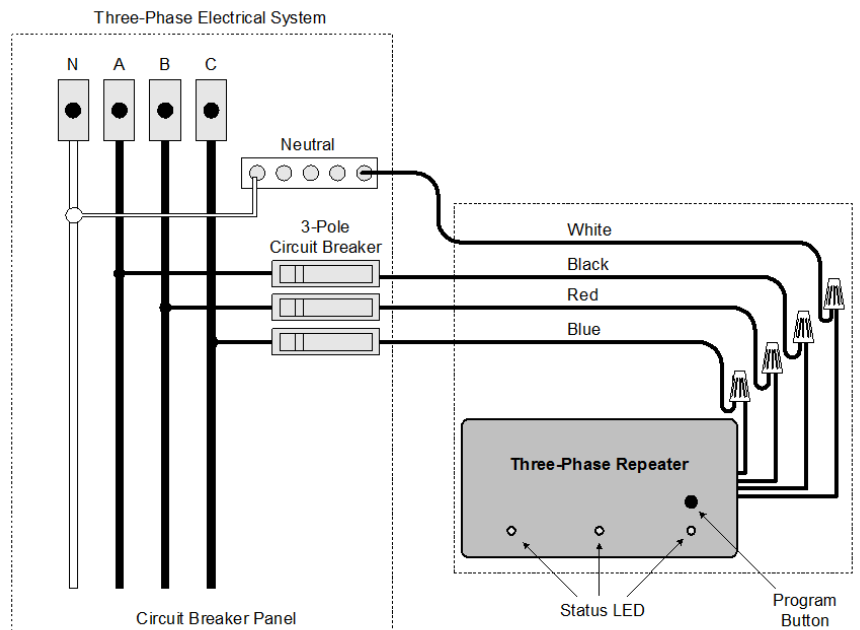 Three-Phase Electrical System
N A B C
Neutral
3-Pole
Circuit Breaker
White
Black
Red
Blue
Three-Phase Repeater
Status LED
Program
Button
Circuit Breaker Panel